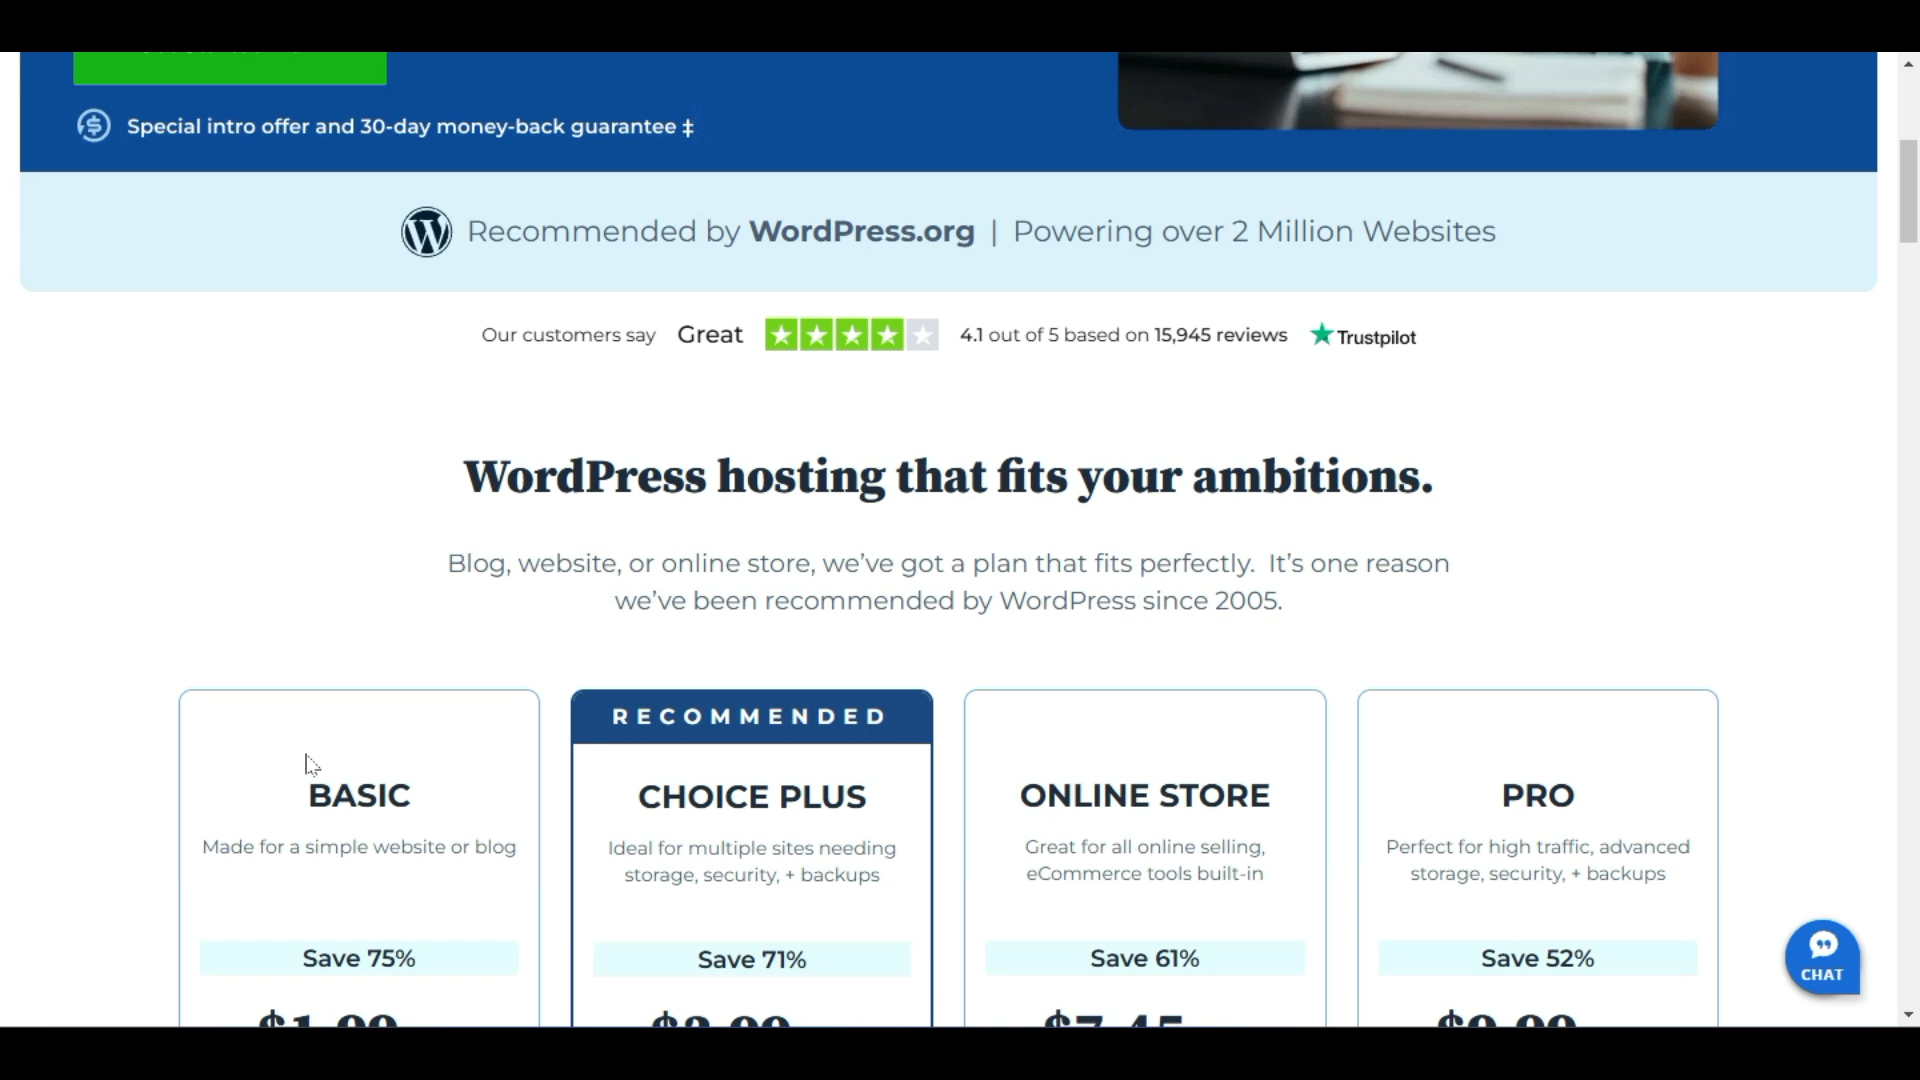 Special intro offer and 30-day money-back guarantee ‡
Recommended by WordPress.org | Powering over 2 Million Websites
Our customers say Great 4.1 out of 5 based on 15,945 reviews Trustpilot
WordPress hosting that fits your ambitions.
Blog, website, or online store, we’ve got a plan that fits perfectly. It’s one reason
we’ve been recommended by WordPress since 2005.
RECOMMENDED
BASIC
Made for a simple website or blog
Save 75%
CHOICE PLUS
Ideal for multiple sites needing
storage, security, + backups
Save 71%
ONLINE STORE
Great for all online selling,
eCommerce tools built-in
Save 61%
PRO
Perfect for high traffic, advanced
storage, security, + backups
Save 52%
CHAT